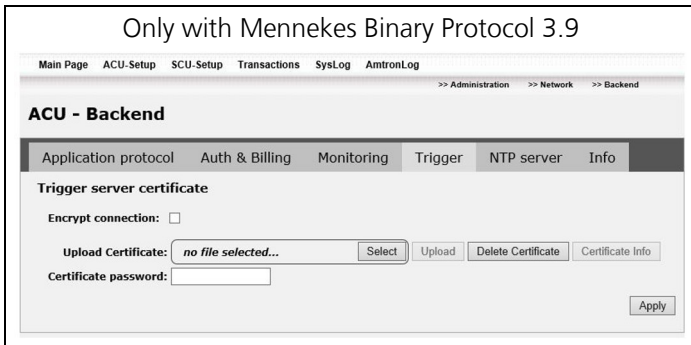 Only with Mennekes Binary Protocol 3.9
Main Page ACU-Setup SCU-Setup Transactions SysLog AmtronLog
>> Administration >> Network >> Backend
ACU - Backend
Application protocol Auth & Billing Monitoring Trigger NTP server Info
Trigger server certificate
Encrypt connection:
Upload Certificate: no file selected... Select Upload Delete Certificate Certificate Info
Certificate password:
Apply